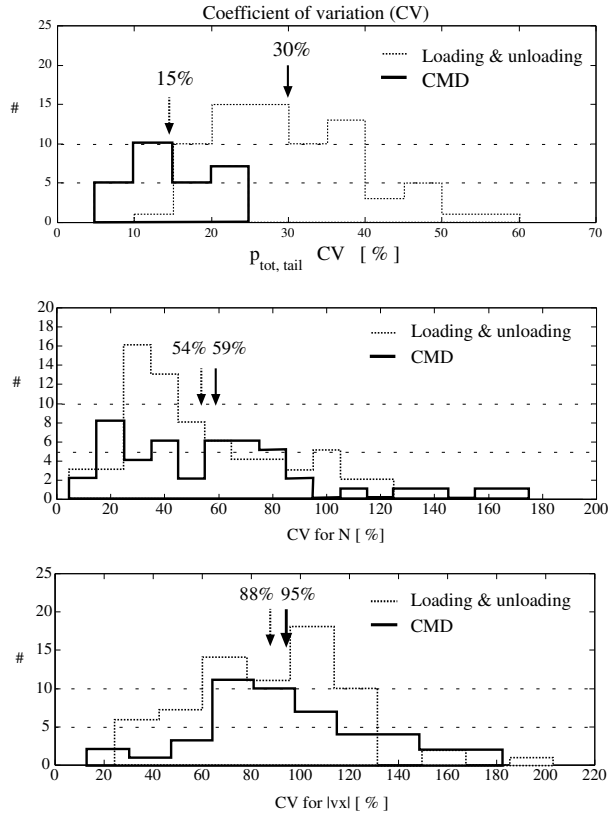 Coefficient of variation (CV)
25
20
15
10
5
0
#
15%
30%
Loading & unloading
CMD
0 10 20 30 40 50 60 70
p_tot, tail CV [ % ]
20
18
16
14
12
10
8
6
4
2
0
#
54% 59%
Loading & unloading
CMD
0 20 40 60 80 100 120 140 160 180 200
CV for N [ %]
25
20
15
10
5
0
#
88% 95%
Loading & unloading
CMD
0 20 40 60 80 100 120 140 160 180 200 220
CV for |vx| [ % ]